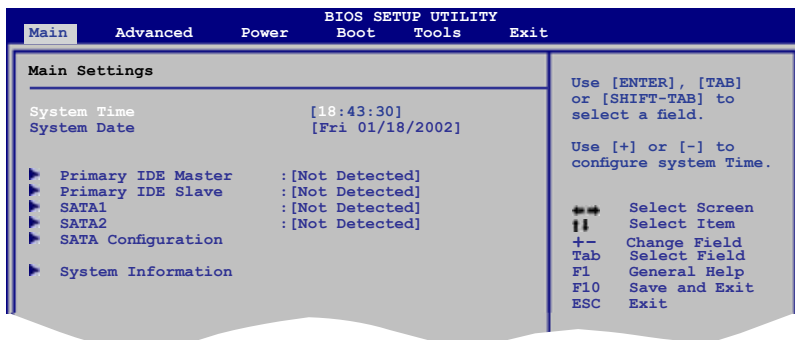 BIOS SETUP UTILITY
Main Advanced Power Boot Tools Exit
Main Settings
System Time [18:43:30]
System Date [Fri 01/18/2002]
Primary IDE Master :[Not Detected]
Primary IDE Slave :[Not Detected]
SATA1 :[Not Detected]
SATA2 :[Not Detected]
SATA Configuration
System Information
Use [ENTER], [TAB]
or [SHIFT-TAB] to
select a field.
Use [+] or [-] to
configure system Time.
Select Screen
Select Item
+- Change Field
Tab Select Field
F1 General Help
F10 Save and Exit
ESC Exit